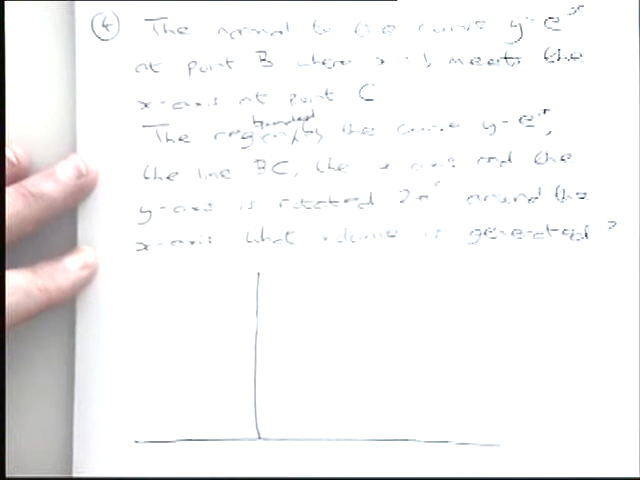 ④ The normal to the curve y = e^x
at point B where x = 1, meets the
x-axis at point C
The region bounded by the curve y = e^x,
the line BC, the x axis and the
y-axis is rotated 2π^c around the
x-axis what volume is generated ?